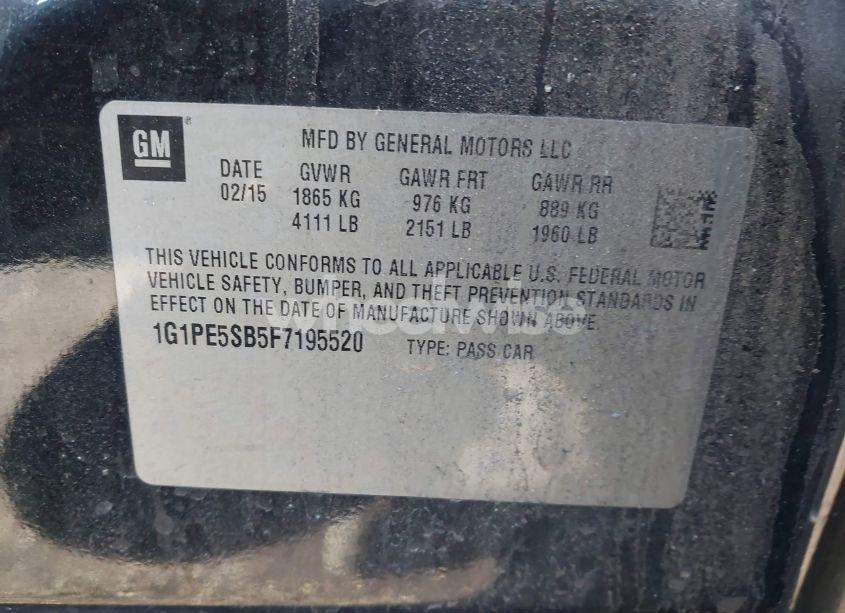 GM ®
MFD BY GENERAL MOTORS LLC
DATE GVWR GAWR FRT GAWR RR
02/15 1865 KG 976 KG 889 KG
4111 LB 2151 LB 1960 LB
THIS VEHICLE CONFORMS TO ALL APPLICABLE U.S. FEDERAL MOTOR
VEHICLE SAFETY, BUMPER, AND THEFT PREVENTION STANDARDS IN
EFFECT ON THE DATE OF MANUFACTURE SHOWN ABOVE.
1G1PE5SB5F7195520 TYPE: PASS CAR